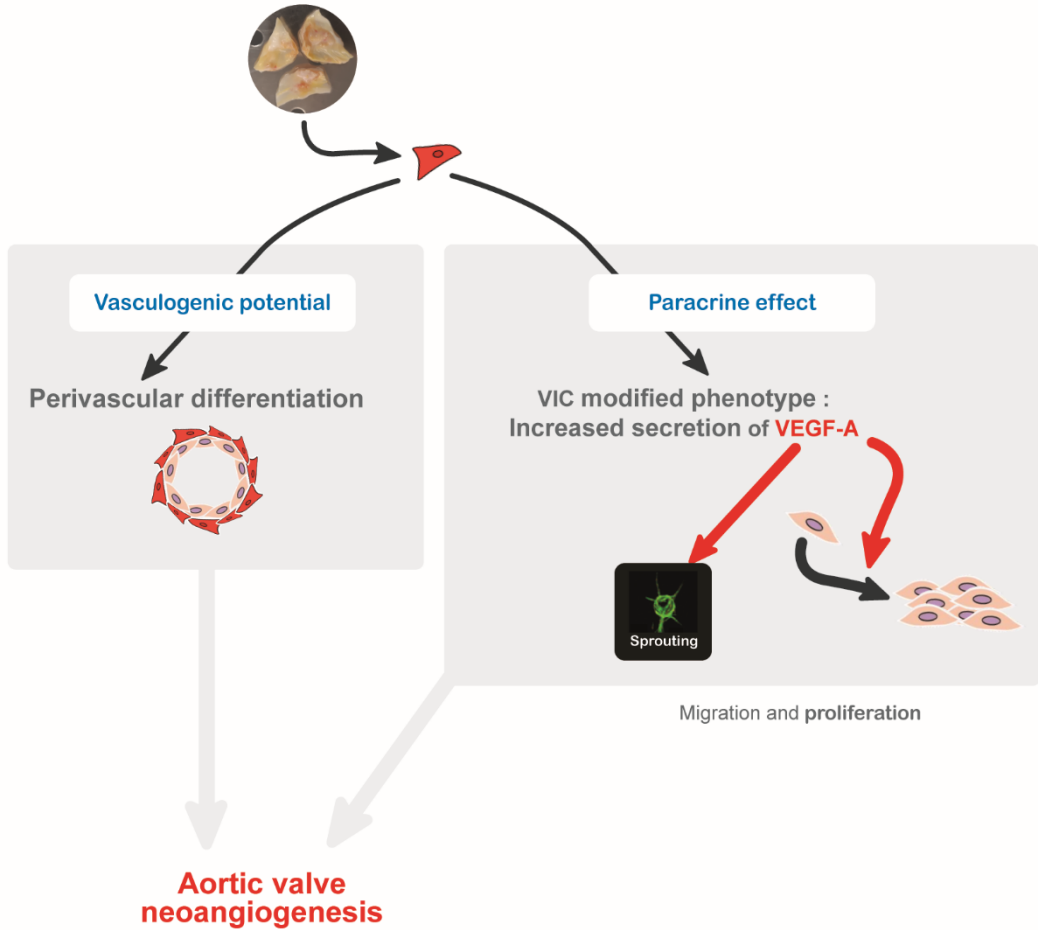 Vasculogenic potential
Paracrine effect
Perivascular differentiation
VIC modified phenotype :
Increased secretion of VEGF-A
Sprouting
Migration and proliferation
Aortic valve
neoangiogenesis